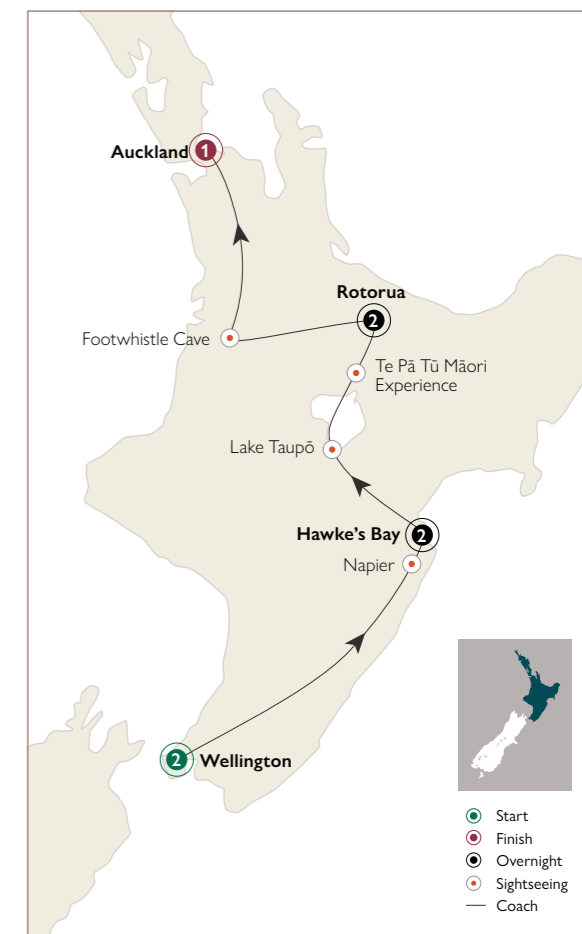 Auckland
1
Rotorua
2
Footwhistle Cave
Te Pā Tū Māori
Experience
Lake Taupō
Hawke's Bay
2
Napier
2
Wellington
Start
Finish
Overnight
Sightseeing
Coach